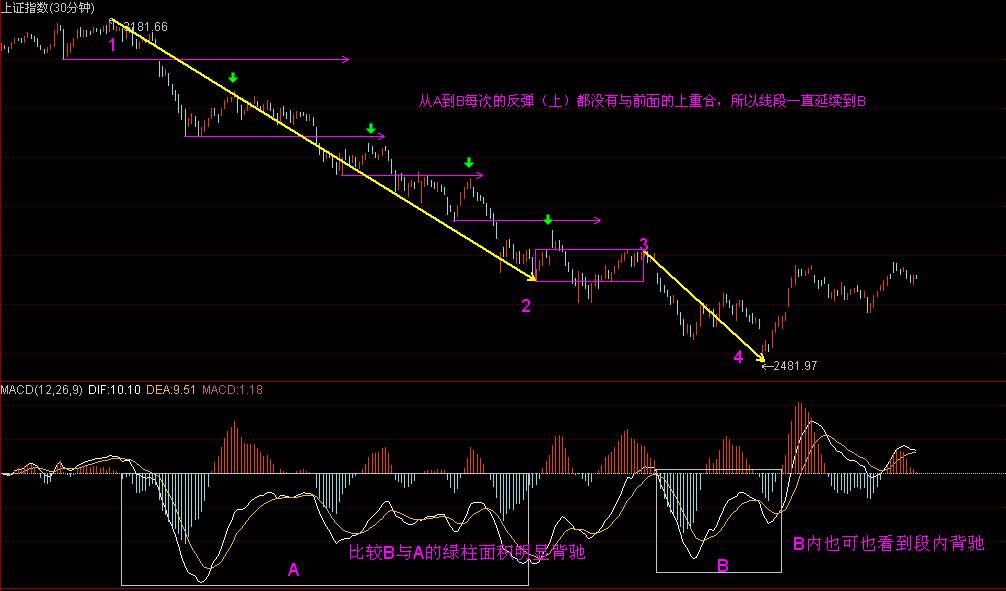 上证指数(30分钟)
3181.66
1
从A到B每次的反弹（上）都没有与前面的上重合，所以线段一直延续到B
3
2
4
2481.97
MACD(12,26,9) DIF:10.10 DEA:9.51 MACD:1.18
比较B与A的绿柱面积明显背驰
B内也可也看到段内背驰
A
B